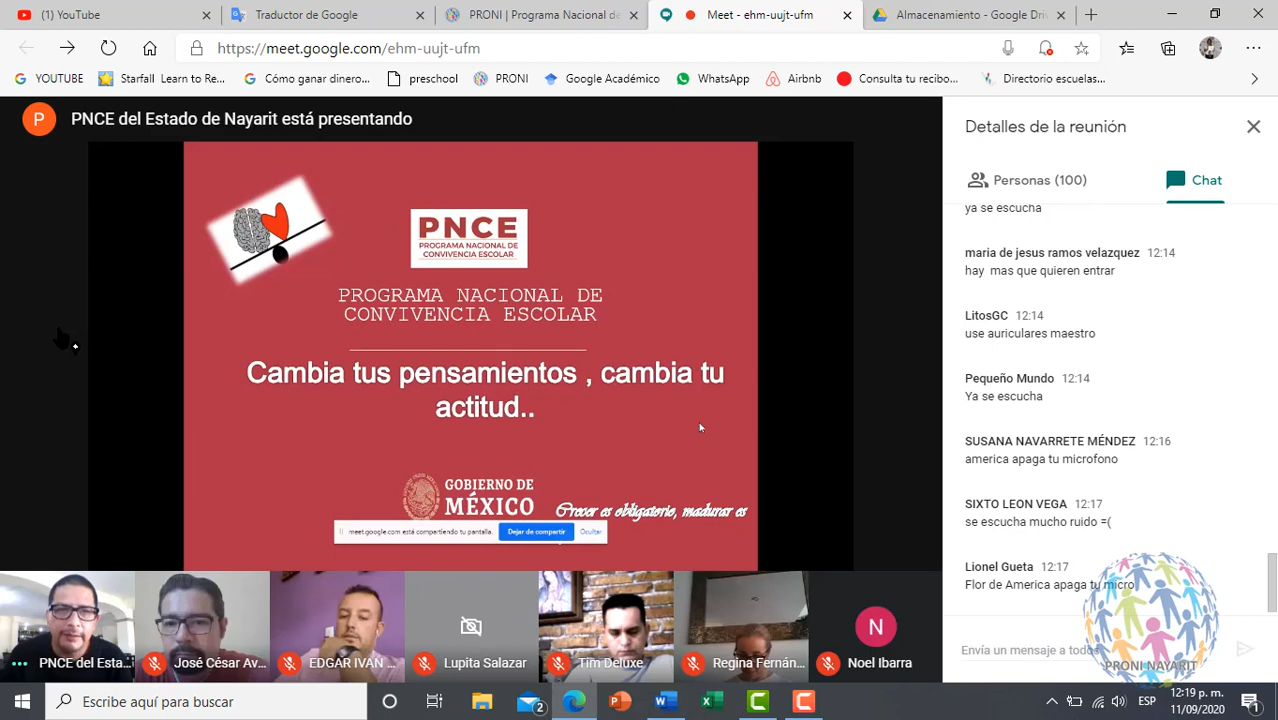 (1) YouTube
Traductor de Google
PRONI | Programa Nacional de
Meet - ehm-uujt-ufm
Almacenamiento - Google Dri
https://meet.google.com/ehm-uujt-ufm
YOUTUBE
Starfall Learn to Re...
Cómo ganar dinero...
preschool
PRONI
Google Académico
WhatsApp
Airbnb
Consulta tu recibo...
Directorio escuelas...
P
PNCE del Estado de Nayarit está presentando
PNCE
PROGRAMA NACIONAL DE
CONVIVENCIA ESCOLAR
PROGRAMA NACIONAL DE
CONVIVENCIA ESCOLAR
Cambia tus pensamientos , cambia tu
actitud..
GOBIERNO DE
MÉXICO
Crecer es obligatorio, madurar es
meet.google.com está compartiendo tu pantalla.
Dejar de compartir
Ocultar
PNCE del Esta...
José César Av...
EDGAR IVAN ...
Lupita Salazar
Tim Deluxe
Regina Fernán...
N
Noel Ibarra
Detalles de la reunión
Personas (100)
Chat
ya se escucha
maria de jesus ramos velazquez 12:14
hay mas que quieren entrar
LitosGC 12:14
use auriculares maestro
Pequeño Mundo 12:14
Ya se escucha
SUSANA NAVARRETE MÉNDEZ 12:16
america apaga tu microfono
SIXTO LEON VEGA 12:17
se escucha mucho ruido =(
Lionel Gueta 12:17
Flor de America apaga tu micro
Envía un mensaje a todos
PRONI NAYARIT
Escribe aquí para buscar
2
ESP
12:19 p. m.
11/09/2020
1